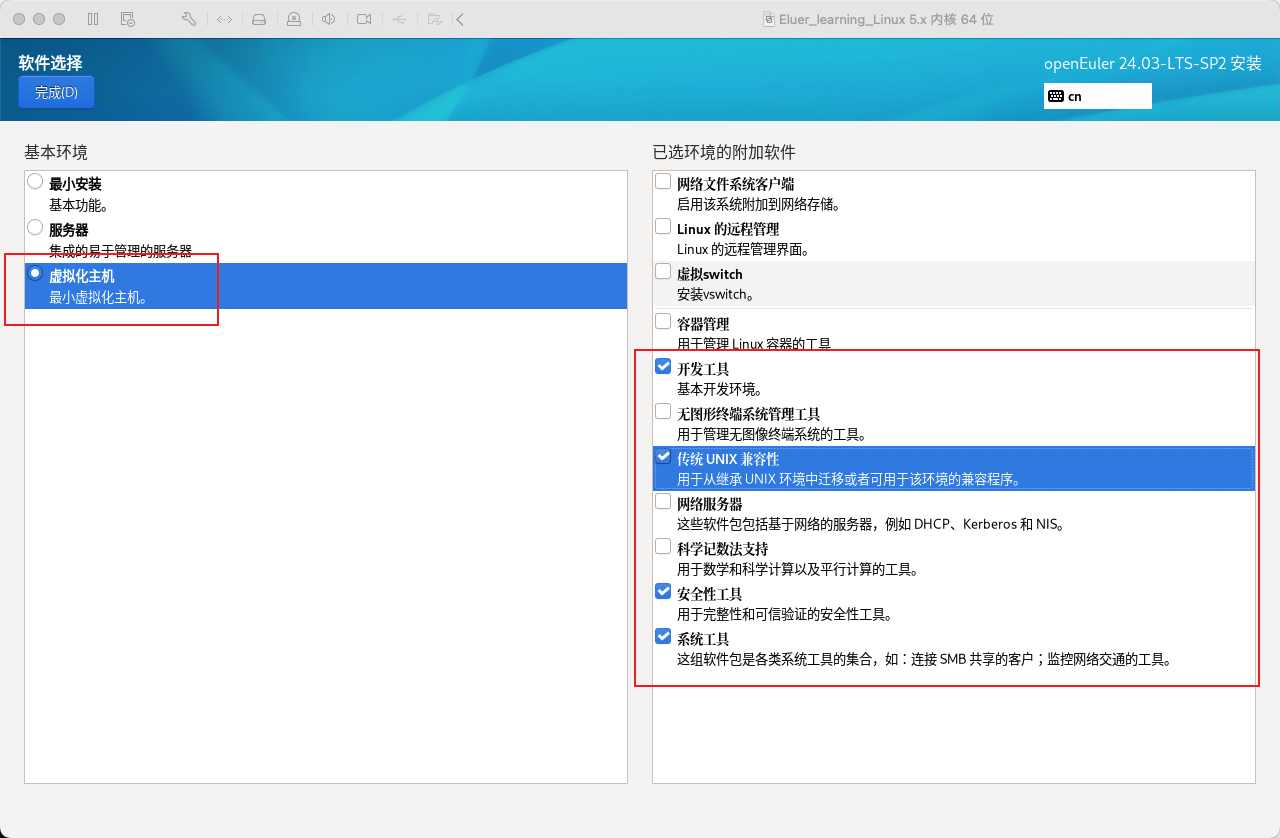 Eluer_learning_Linux 5.x 内核 64 位
软件选择
完成(D)
openEuler 24.03-LTS-SP2 安装
cn
基本环境
最小安装
基本功能。
服务器
集成的易于管理的服务器
虚拟化主机
最小虚拟化主机。
已选环境的附加软件
网络文件系统客户端
启用该系统附加到网络存储。
Linux 的远程管理
Linux 的远程管理界面。
虚拟switch
安装vswitch。
容器管理
用于管理 Linux 容器的工具
开发工具
基本开发环境。
无图形终端系统管理工具
用于管理无图像终端系统的工具。
传统 UNIX 兼容性
用于从继承 UNIX 环境中迁移或者可用于该环境的兼容程序。
网络服务器
这些软件包包括基于网络的服务器，例如 DHCP、Kerberos 和 NIS。
科学记数法支持
用于数学和科学计算以及平行计算的工具。
安全性工具
用于完整性和可信验证的安全性工具。
系统工具
这组软件包是各类系统工具的集合，如：连接 SMB 共享的客户；监控网络交通的工具。